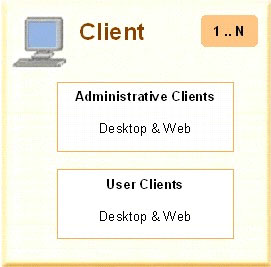 Client
1 .. N
Administrative Clients
Desktop & Web
User Clients
Desktop & Web